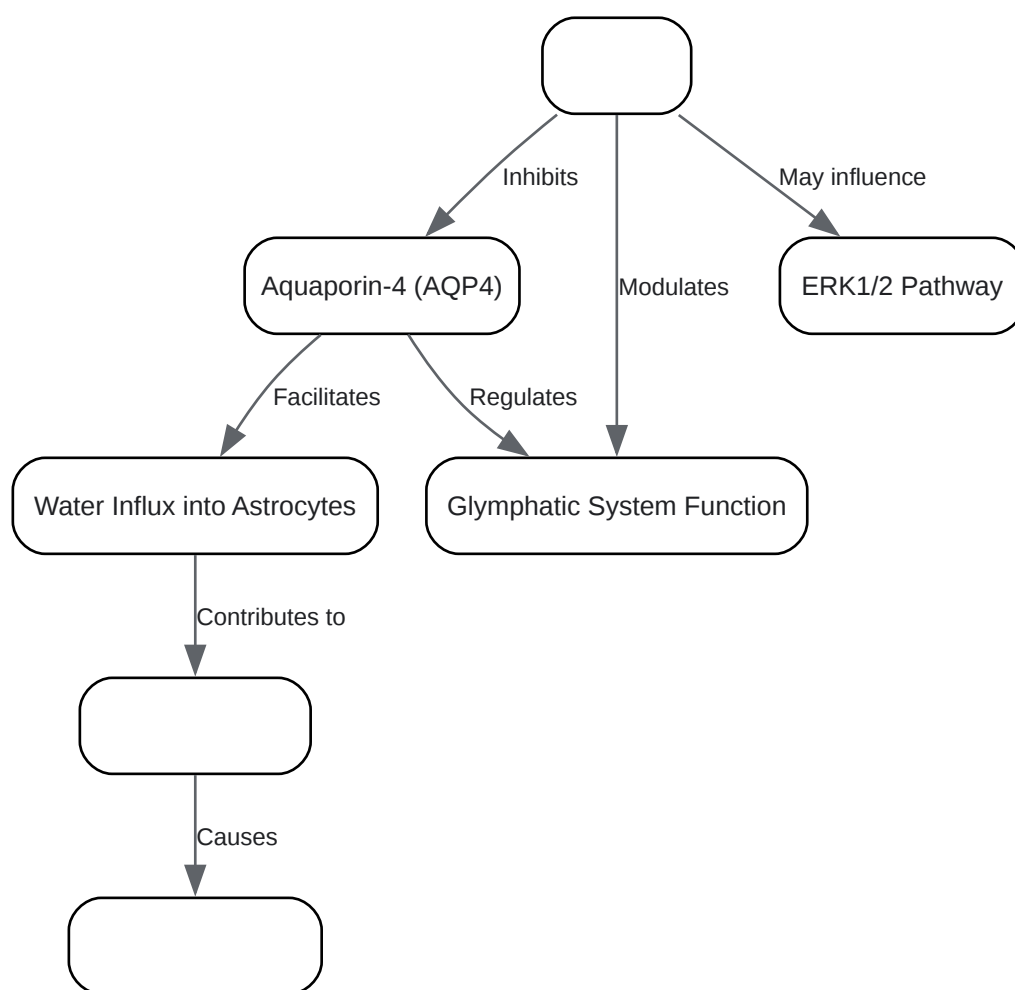 Inhibits
May influence
Aquaporin-4 (AQP4)
Modulates
ERK1/2 Pathway
Facilitates
Regulates
Water Influx into Astrocytes
Glymphatic System Function
Contributes to
Causes